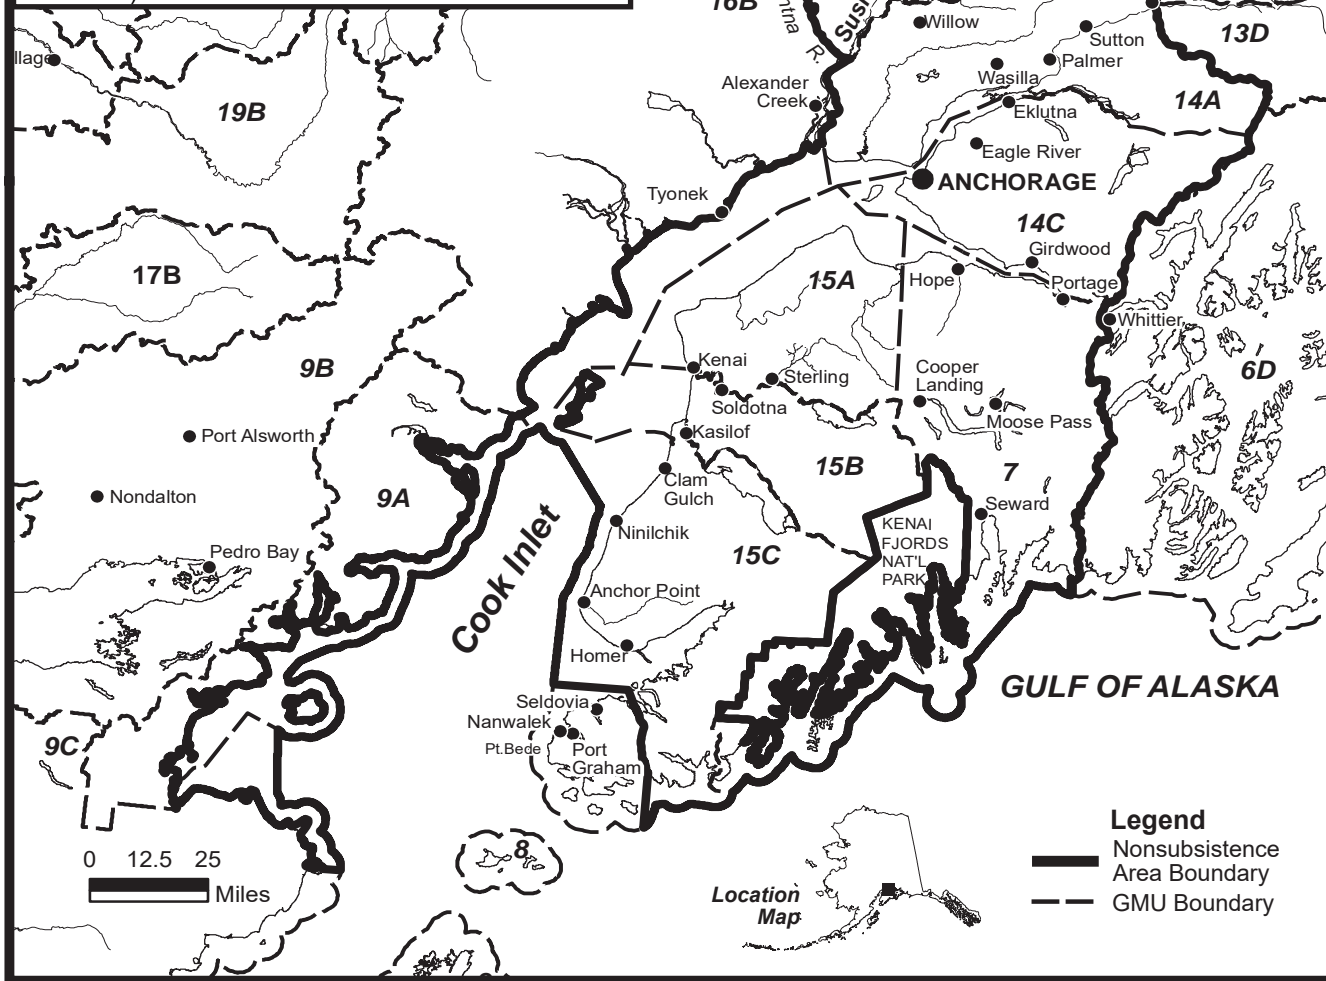 16B
ntna
R.
Susi
Willow
Sutton
13D
llage
Palmer
Wasilla
Alexander
Creek
14A
19B
Eklutna
Eagle River
ANCHORAGE
Tyonek
14C
Girdwood
17B
15A
Hope
Portage
Whittier
9B
Kenai
Sterling
Cooper
Landing
6D
Soldotna
Moose Pass
Port Alsworth
Kasilof
15B
7
Clam
Gulch
Nondalton
9A
Seward
Cook Inlet
Ninilchik
KENAI
FJORDS
NAT'L
PARK
Pedro Bay
15C
Anchor Point
Homer
GULF OF ALASKA
Seldovia
Nanwalek
Pt.Bede
Port
Graham
9C
8
0 12.5 25
Miles
Location
Map
Legend
Nonsubsistence
Area Boundary
GMU Boundary